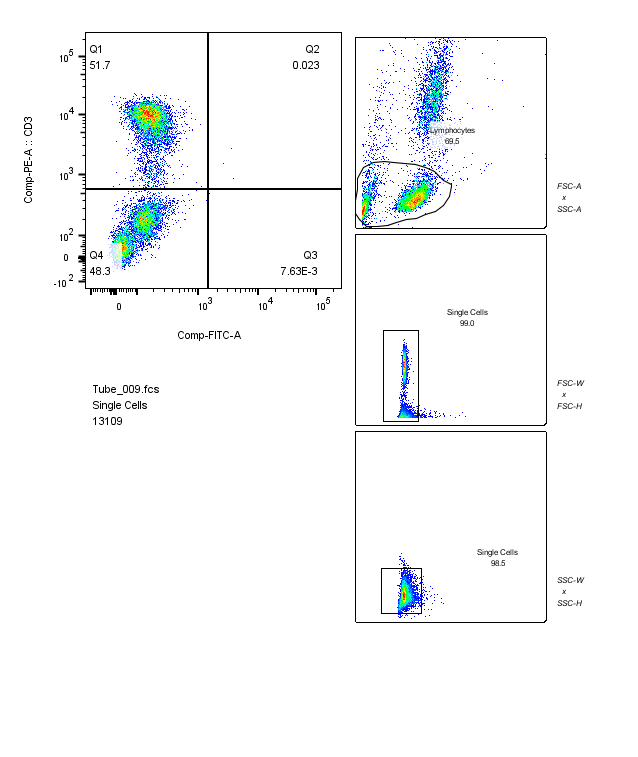 Q1
51.7
Q2
0.023
Q4
48.3
Q3
7.63E-3
10^5
10^4
10^3
10^2
0
-10^2
Comp-PE-A :: CD3
0
10^3
10^4
10^5
Comp-FITC-A
Tube_009.fcs
Single Cells
13109
Lymphocytes
69.5
FSC-A
x
SSC-A
Single Cells
99.0
FSC-W
x
FSC-H
Single Cells
98.5
SSC-W
x
SSC-H